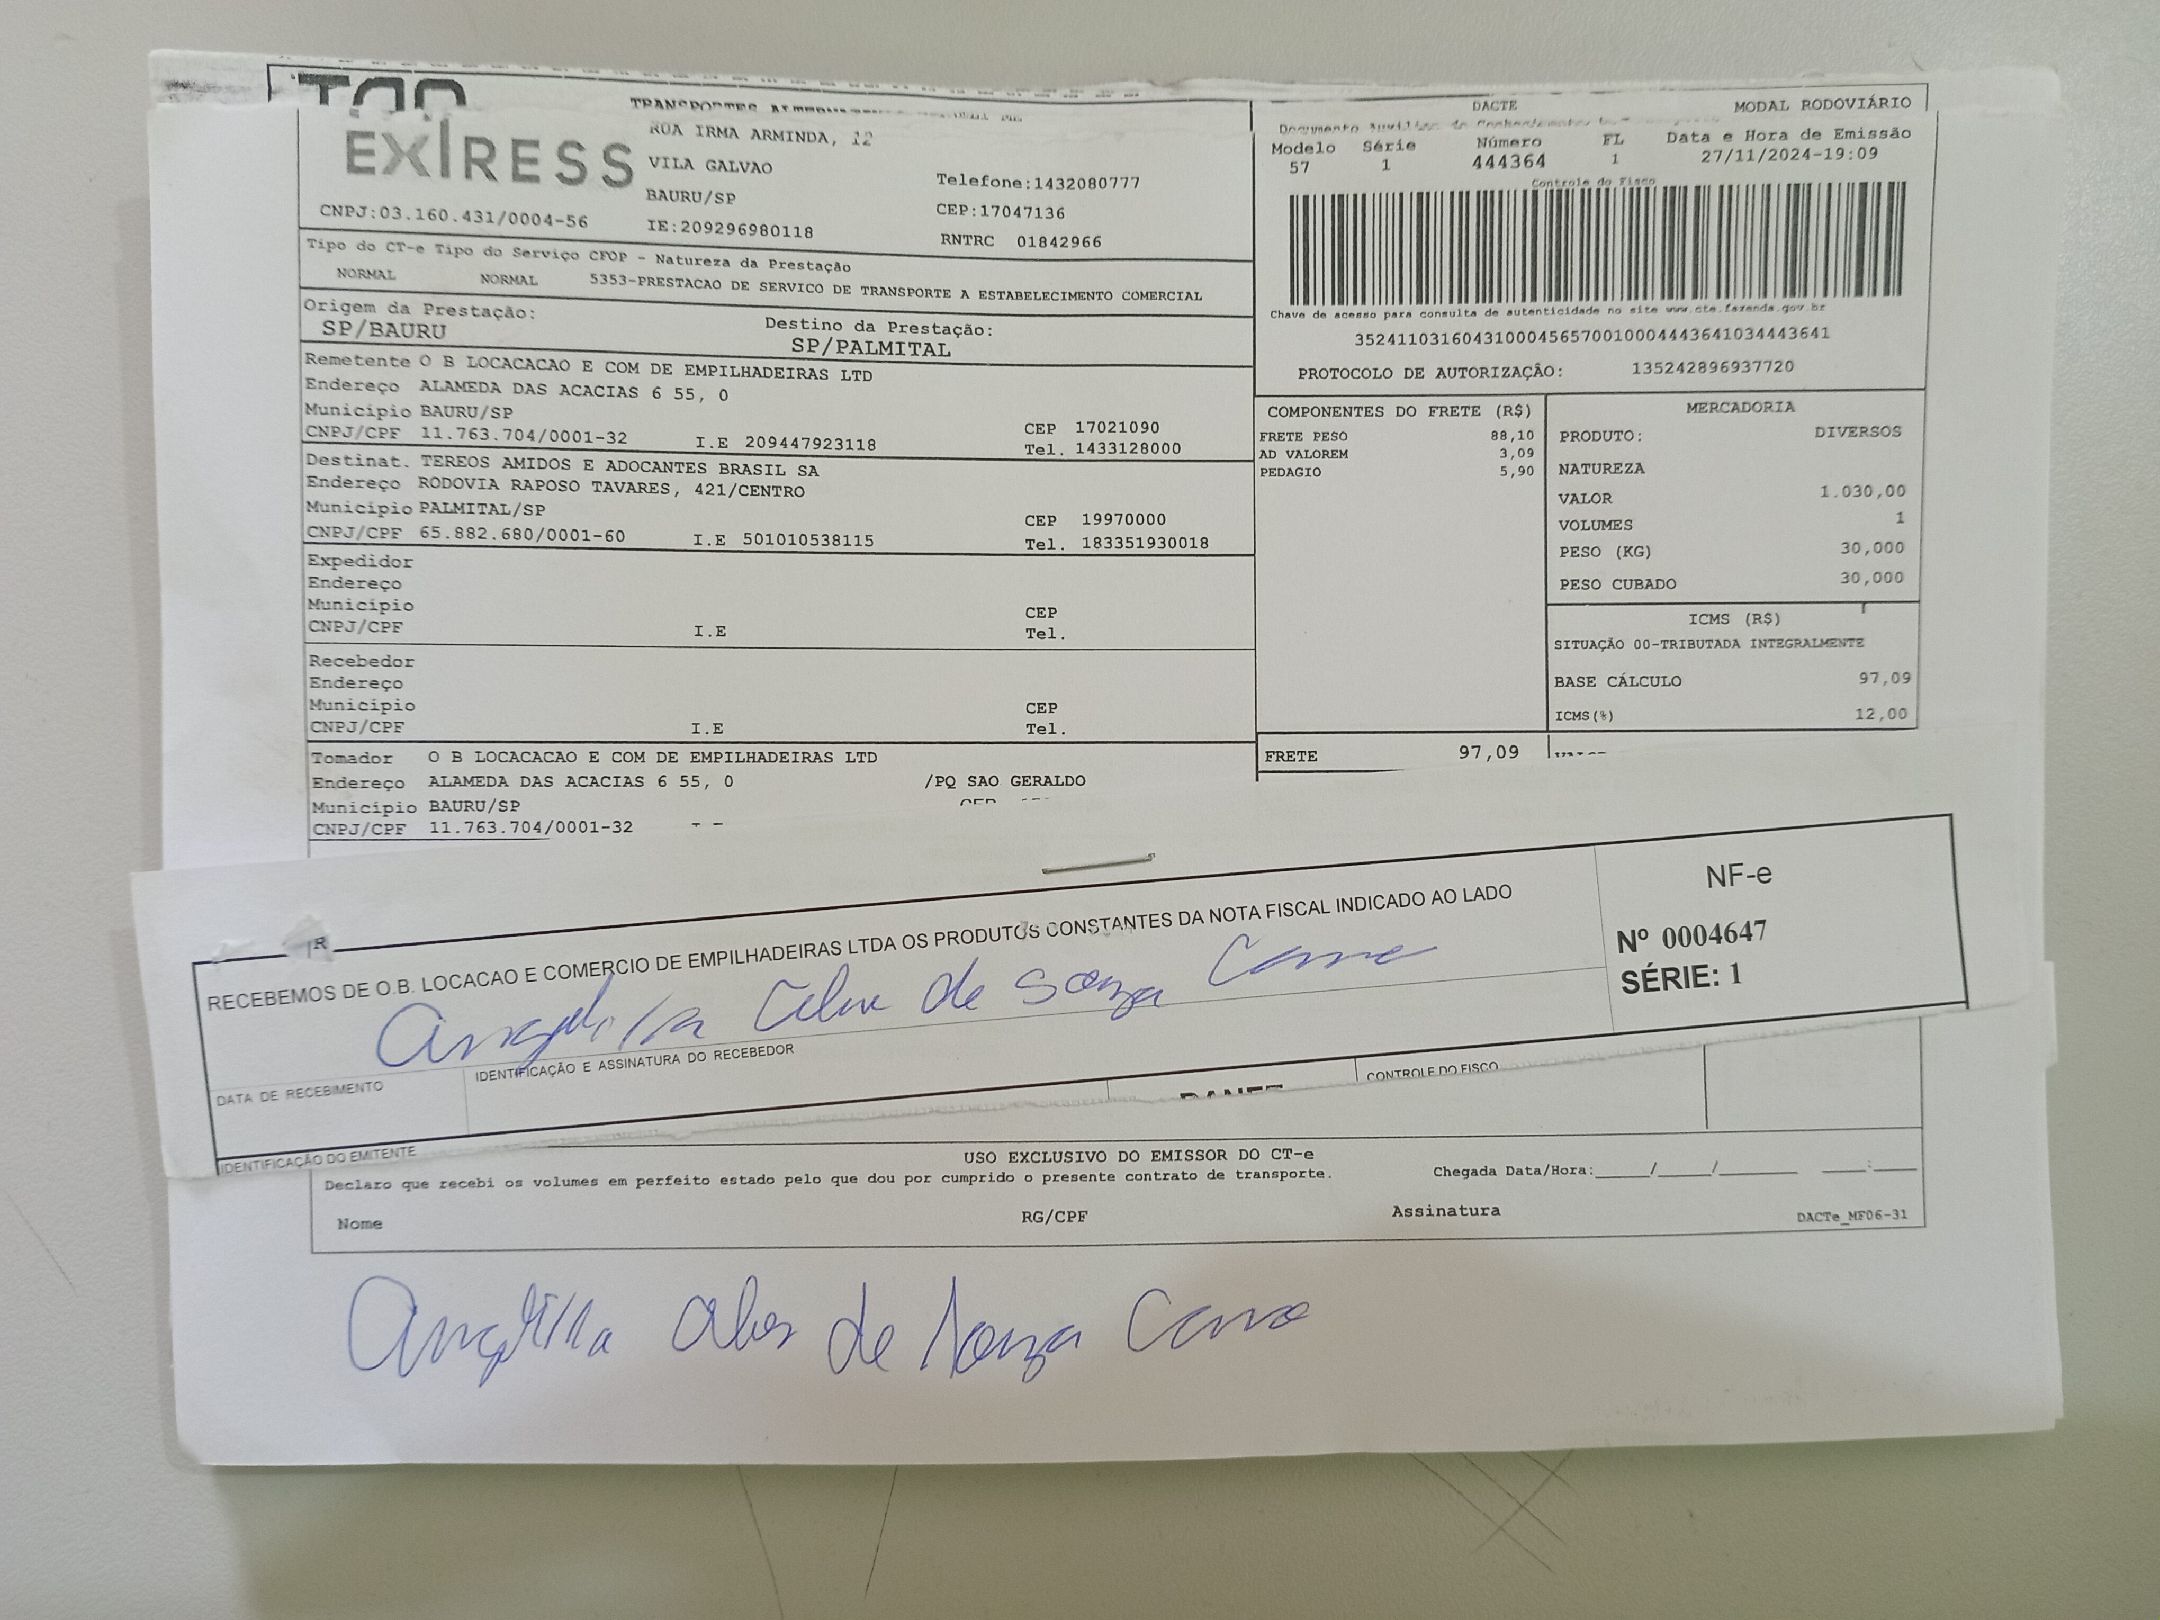 EXPRESS
RUA IRMA ARMINDA, 12
VILA GALVAO
BAURU/SP
Telefone:1432080777
CEP:17047136
CNPJ:03.160.431/0004-56
IE:209296980118
RNTRC 01842966
DACTE
MODAL RODOVIÁRIO
Modelo Série Número FL Data e Hora de Emissão
57 1 444364 1 27/11/2024-19:09
Controle do Fisco
Tipo do CT-e Tipo do Serviço CFOP - Natureza da Prestação
NORMAL NORMAL 5353-PRESTACAO DE SERVICO DE TRANSPORTE A ESTABELECIMENTO COMERCIAL
Chave de acesso para consulta de autenticidade no site www.cte.fazenda.gov.br
35241103160431000456570010004443641034443641
PROTOCOLO DE AUTORIZAÇÃO: 135242896937720
Origem da Prestação:
SP/BAURU
Destino da Prestação:
SP/PALMITAL
Remetente O B LOCACACAO E COM DE EMPILHADEIRAS LTD
Endereço ALAMEDA DAS ACACIAS 6 55, 0
Município BAURU/SP
CEP 17021090
CNPJ/CPF 11.763.704/0001-32 I.E 209447923118 Tel. 1433128000
Destinat. TEREOS AMIDOS E ADOCANTES BRASIL SA
Endereço RODOVIA RAPOSO TAVARES, 421/CENTRO
Município PALMITAL/SP CEP 19970000
CNPJ/CPF 65.882.680/0001-60 I.E 501010538115 Tel. 183351930018
Expedidor
Endereço
Município CEP
CNPJ/CPF I.E Tel.
Recebedor
Endereço
Município CEP
CNPJ/CPF I.E Tel.
Tomador O B LOCACACAO E COM DE EMPILHADEIRAS LTD
Endereço ALAMEDA DAS ACACIAS 6 55, 0 /PQ SAO GERALDO
Município BAURU/SP
CNPJ/CPF 11.763.704/0001-32
COMPONENTES DO FRETE (R$)
FRETE PESO 88,10
AD VALOREM 3,09
PEDAGIO 5,90
FRETE 97,09
MERCADORIA
PRODUTO: DIVERSOS
NATUREZA
VALOR 1.030,00
VOLUMES 1
PESO (KG) 30,000
PESO CUBADO 30,000
ICMS (R$)
SITUAÇÃO 00-TRIBUTADA INTEGRALMENTE
BASE CÁLCULO 97,09
ICMS(%) 12,00
RECEBEMOS DE O.B. LOCACAO E COMERCIO DE EMPILHADEIRAS LTDA OS PRODUTOS CONSTANTES DA NOTA FISCAL INDICADO AO LADO
NF-e
Nº 0004647
SÉRIE: 1
de Souza
DATA DE RECEBIMENTO
IDENTIFICAÇÃO E ASSINATURA DO RECEBEDOR
IDENTIFICAÇÃO DO EMITENTE
CONTROLE DO FISCO
USO EXCLUSIVO DO EMISSOR DO CT-e
Declaro que recebi os volumes em perfeito estado pelo que dou por cumprido o presente contrato de transporte.
Chegada Data/Hora:____/____/______ ___:___
Nome RG/CPF Assinatura
DACTe_MF06-31
de Souza